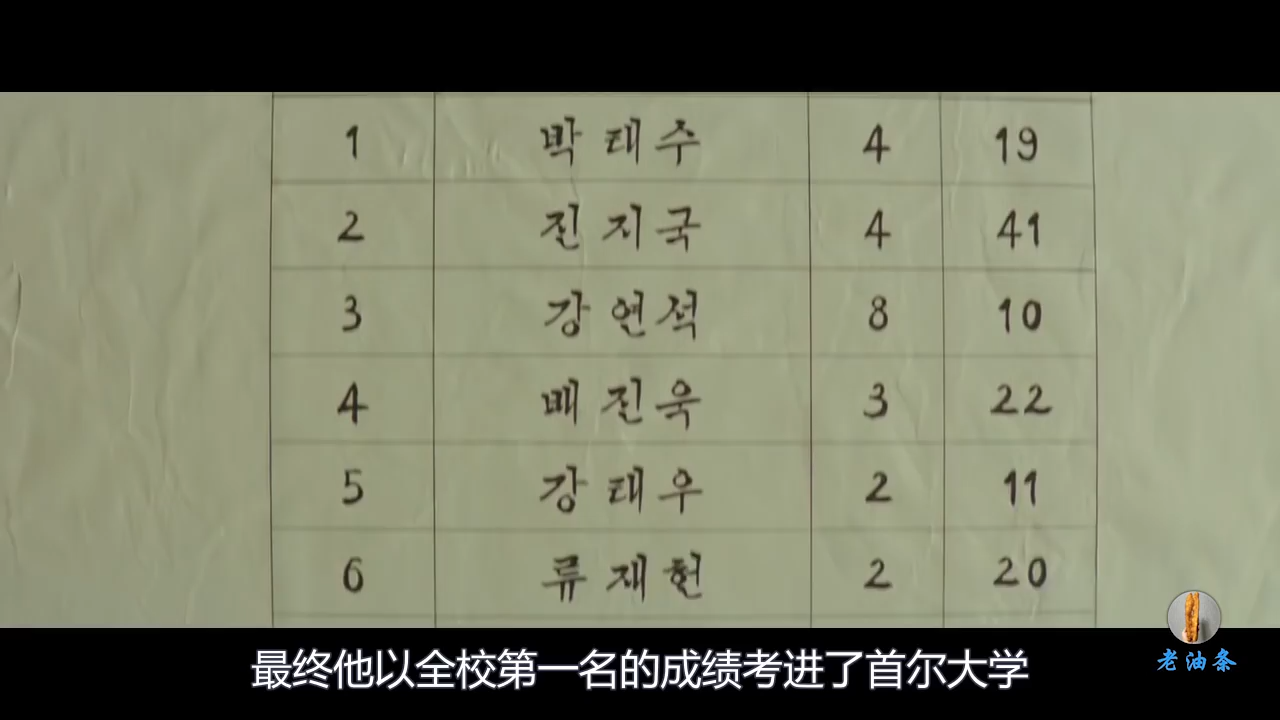 1 박태수 4 19
2 진지국 4 41
3 강연석 8 10
4 배진욱 3 22
5 강태우 2 11
6 류재헌 2 20
老油条
最终他以全校第一名的成绩考进了首尔大学